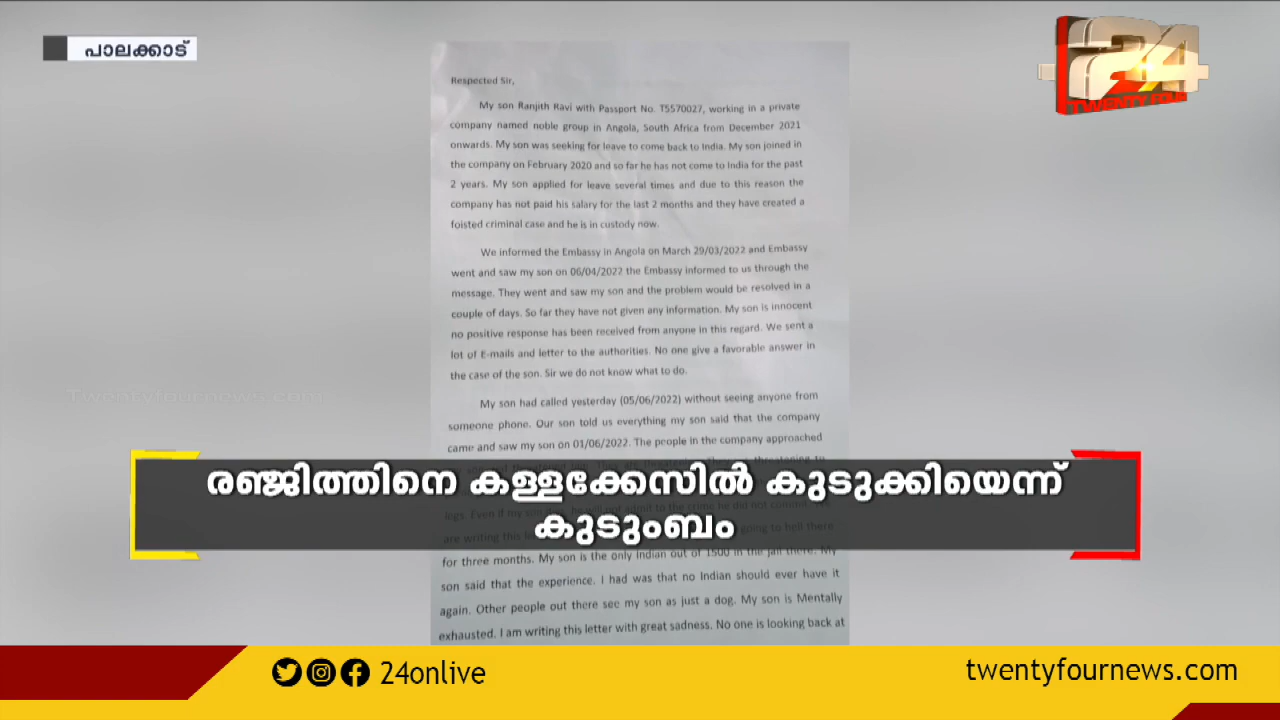 പാലക്കാട്
24
TWENTY FOUR
Respected Sir,
My son Ranjith Ravi with Passport No. T5570027, working in a private
company named noble group in Angola, South Africa from December 2021
onwards. My son was seeking for leave to come back to India. My son joined in
the company on February 2020 and so far he has not come to India for the past
2 years. My son applied for leave several times and due to this reason the
company has not paid his salary for the last 2 months and they have created a
foisted criminal case and he is in custody now.
We informed the Embassy in Angola on March 29/03/2022 and Embassy
went and saw my son on 06/04/2022 the Embassy informed to us through the
message. They went and saw my son and the problem would be resolved in a
couple of days. So far they have not given any information. My son is innocent
no positive response has been received from anyone in this regard. We sent a
lot of E-mails and letter to the authorities. No one give a favorable answer in
the case of the son. Sir we do not know what to do.
Twentyfournews.com
My son had called yesterday (05/06/2022) without seeing anyone from
someone phone. Our son told us everything my son said that the company
came and saw my son on 01/06/2022. The people in the company approached
രഞ്ജിത്തിനെ കള്ളക്കേസിൽ കുടുക്കിയെന്ന്
കുടുംബം
for three months. My son is the only Indian out of 1500 in the jail there. My
son said that the experience. I had was that no Indian should ever have it
again. Other people out there see my son as just a dog. My son is Mentally
exhausted. I am writing this letter with great sadness. No one is looking back at
24onlive
twentyfournews.com